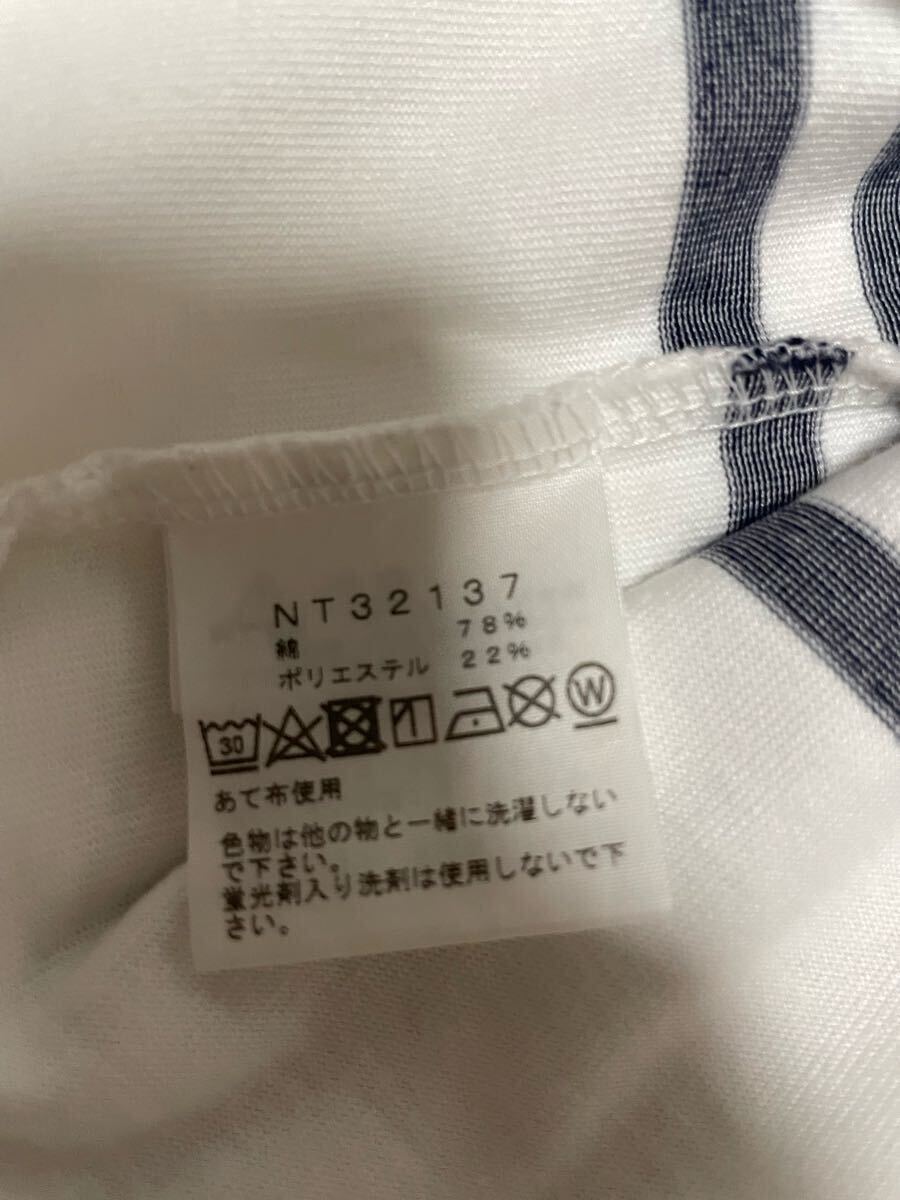 NT32137
綿 78%
ポリエステル 22%
30 W
あて布使用
色物は他の物と一緒に洗濯しない
で下さい。
蛍光剤入り洗剤は使用しないで下
さい。